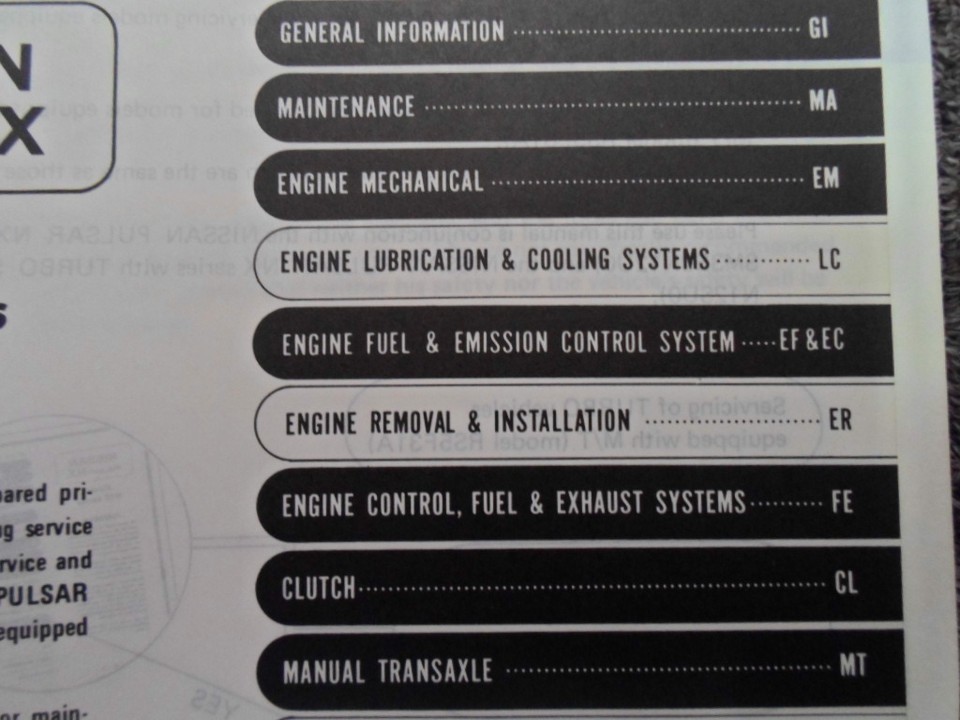 N
X
s
pared pri-
ng service
rvice and
PULSAR
equipped
or main-
GENERAL INFORMATION ........................................ GI
MAINTENANCE ........................................ MA
ENGINE MECHANICAL ........................................ EM
ENGINE LUBRICATION & COOLING SYSTEMS ............ LC
ENGINE FUEL & EMISSION CONTROL SYSTEM ..... EF & EC
ENGINE REMOVAL & INSTALLATION ........................ ER
ENGINE CONTROL, FUEL & EXHAUST SYSTEMS .......... FE
CLUTCH ........................................ CL
MANUAL TRANSAXLE ........................................ MT